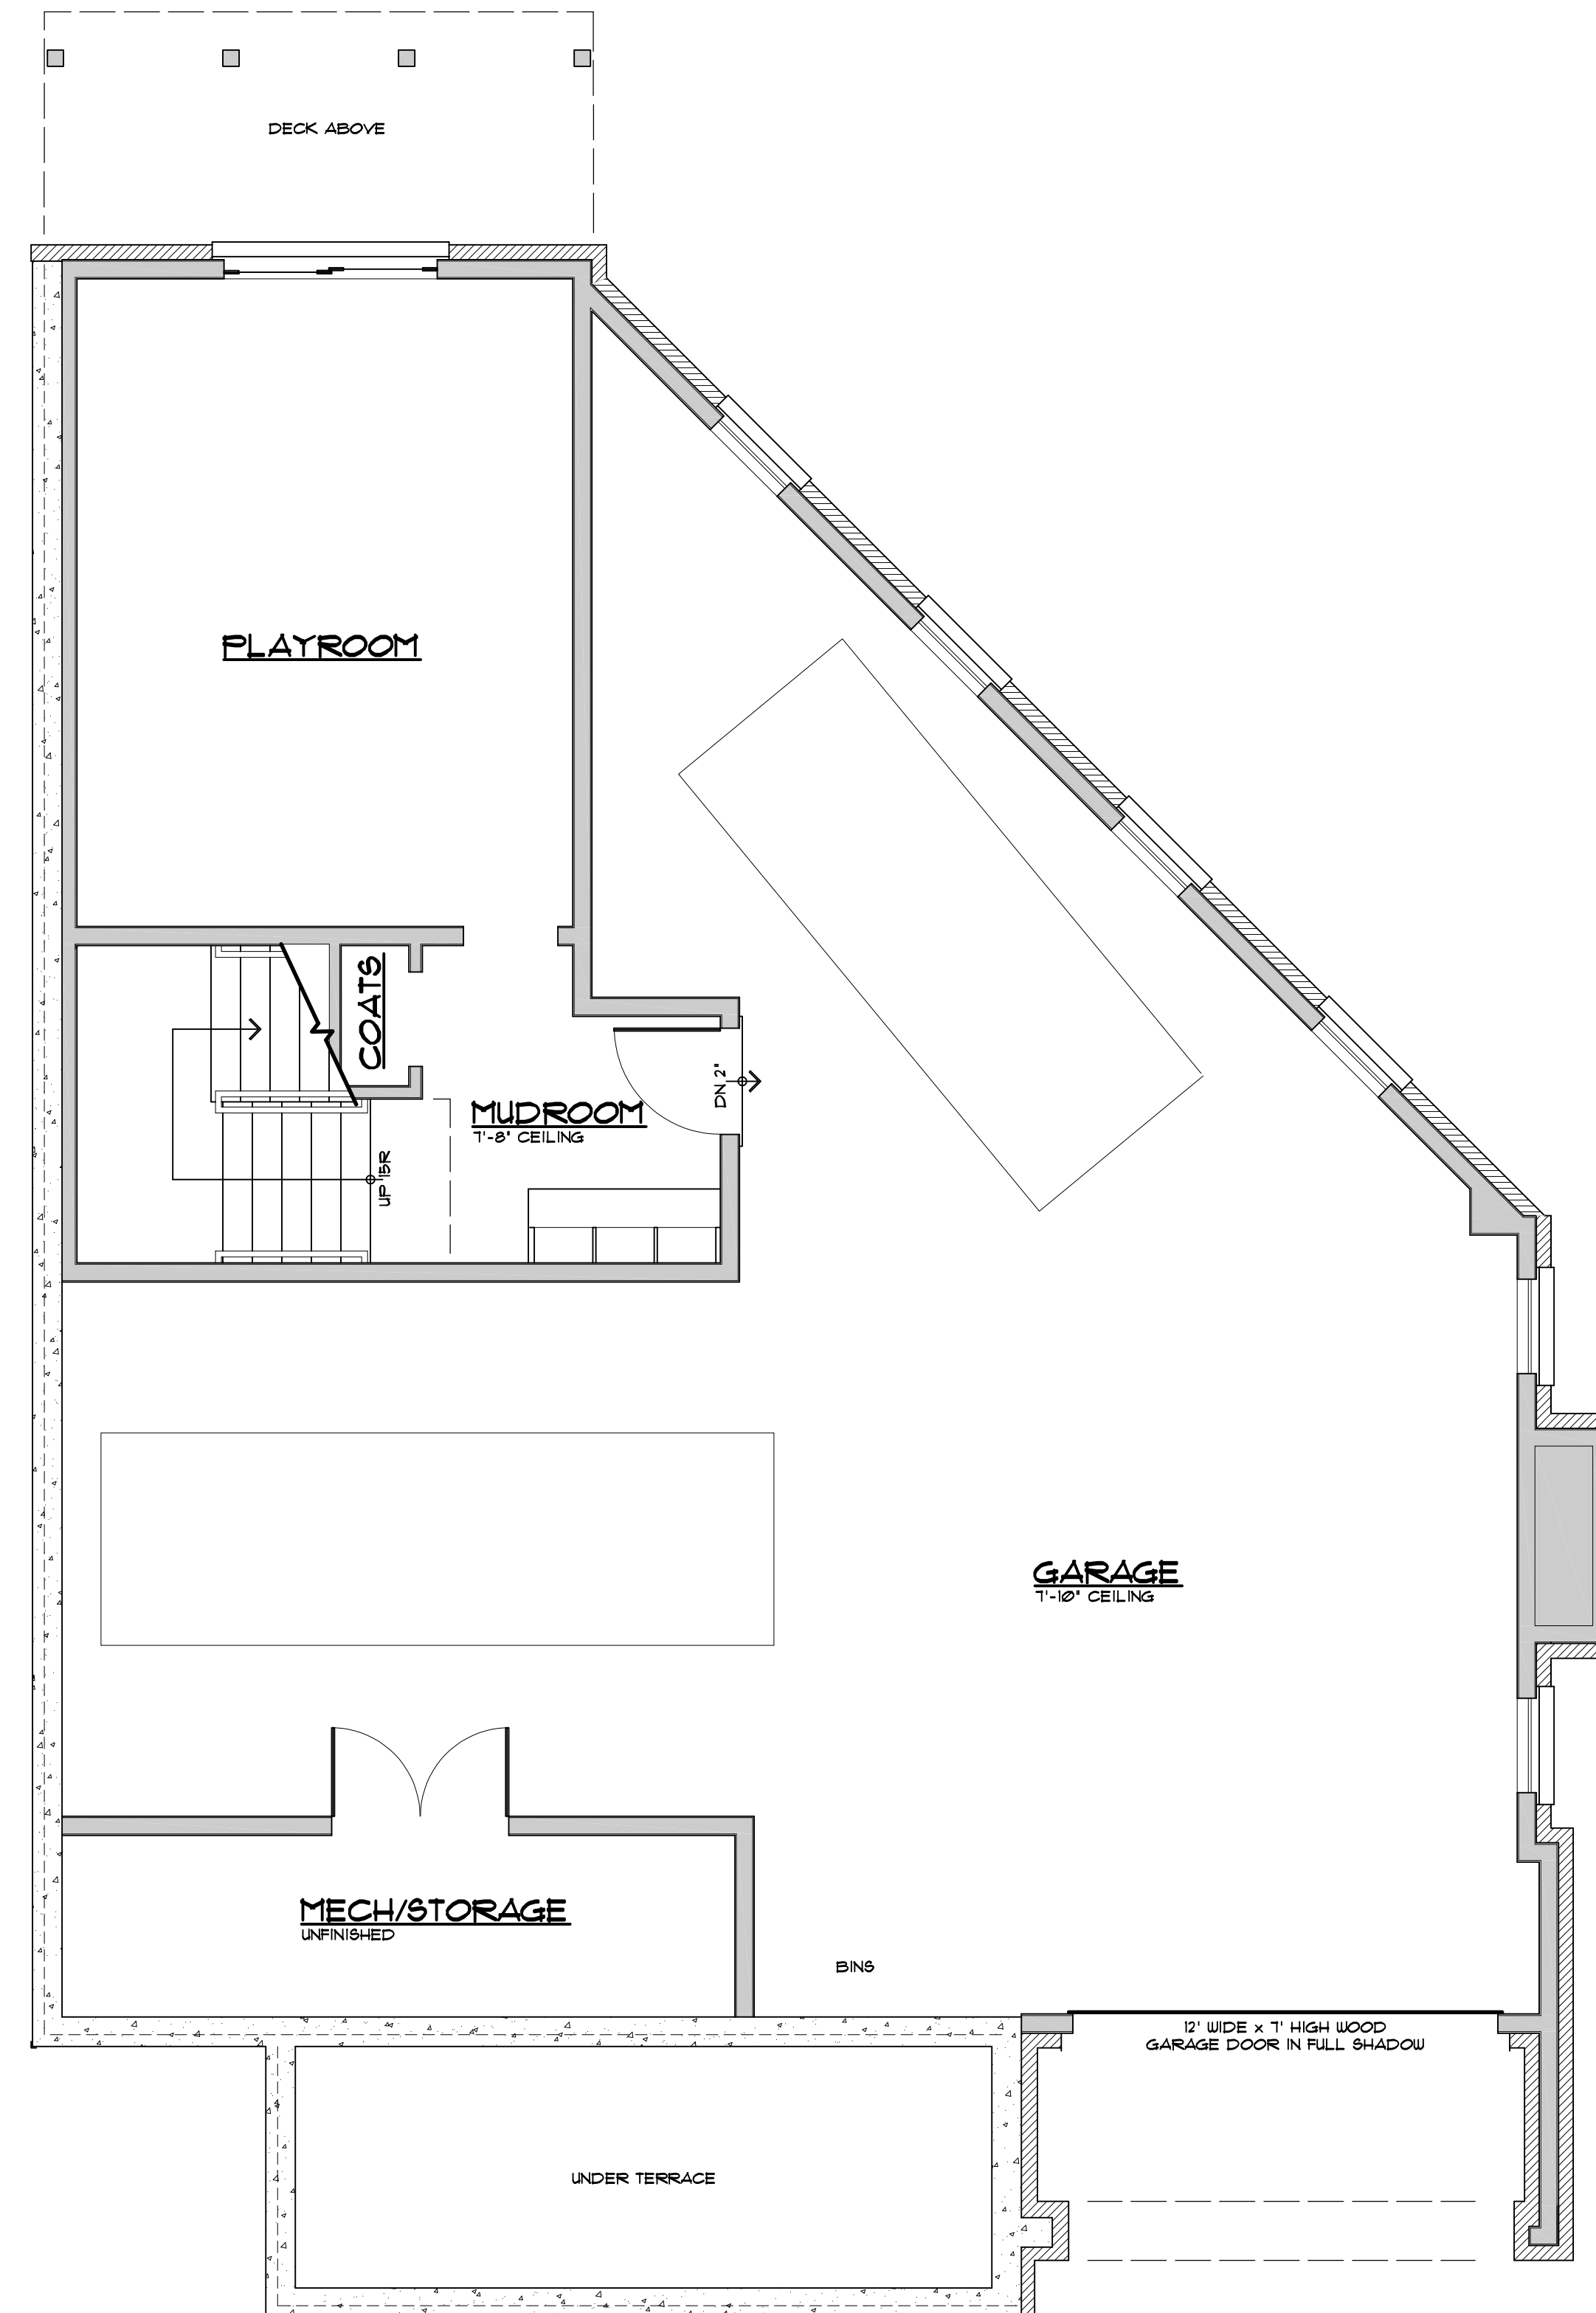 DECK ABOVE
PLAYROOM
COATS
MUDROOM
7'-8" CEILING
DN 2"
UP 15R
GARAGE
7'-10" CEILING
MECH/STORAGE
UNFINISHED
BINS
12' WIDE x 7' HIGH WOOD
GARAGE DOOR IN FULL SHADOW
UNDER TERRACE